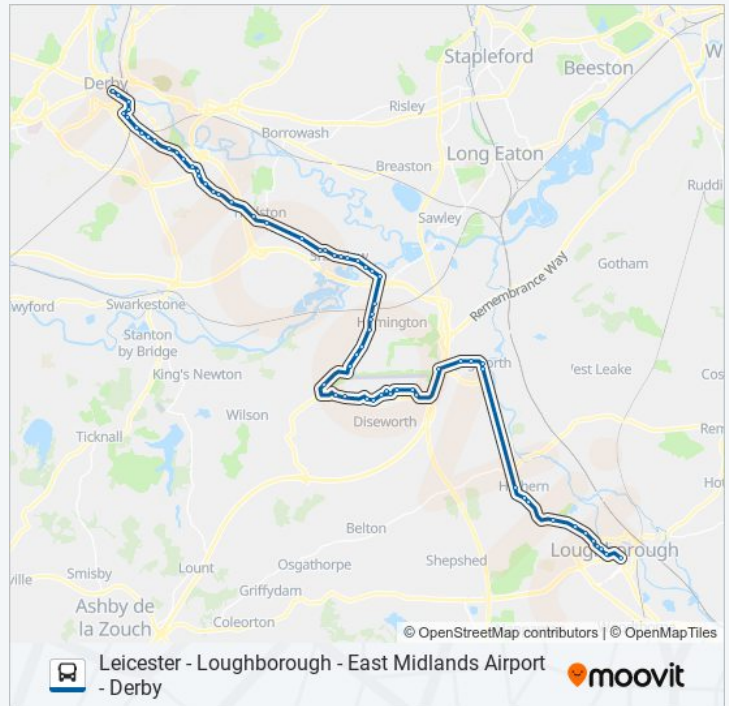 Stapleford
W
Derby
Beeston
Risley
Borrowash
Long Eaton
Breaston
Ruddi
Sawley
Gotham
Remembrance Way
wyford
Swarkestone
Stanton
by Bridge
King's Newton
'est Leake
Cos
Wilson
Diseworth
Ticknall
Rem
Hot
Belton
Loughborough
ville
Smisby
Lount
Osgathorpe
Shepshed
Griffydam
Ashby de
la Zouch
Coleorton
© OpenStreetMap contributors | © OpenMapTiles
Leicester - Loughborough - East Midlands Airport
- Derby
moovit